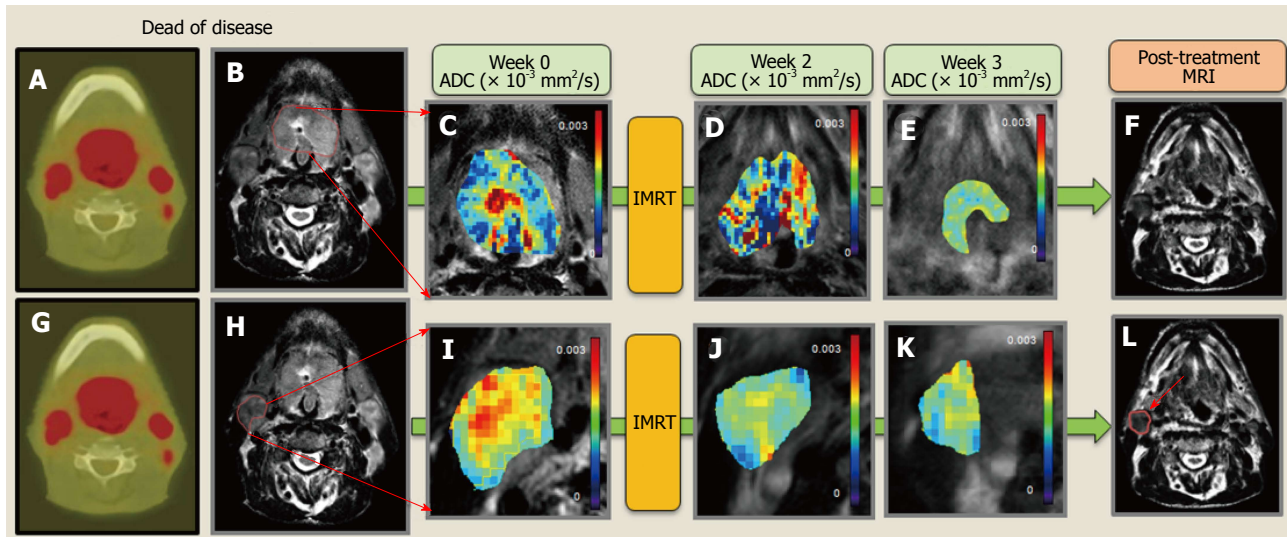 Dead of disease
Week 0
ADC (× 10⁻³ mm²/s)
Week 2
ADC (× 10⁻³ mm²/s)
Week 3
ADC (× 10⁻³ mm²/s)
Post-treatment
MRI
A
B
C
0.003
0
IMRT
D
0.003
0
E
0.003
0
F
G
H
I
0.003
0
IMRT
J
0.003
0
K
0.003
0
L